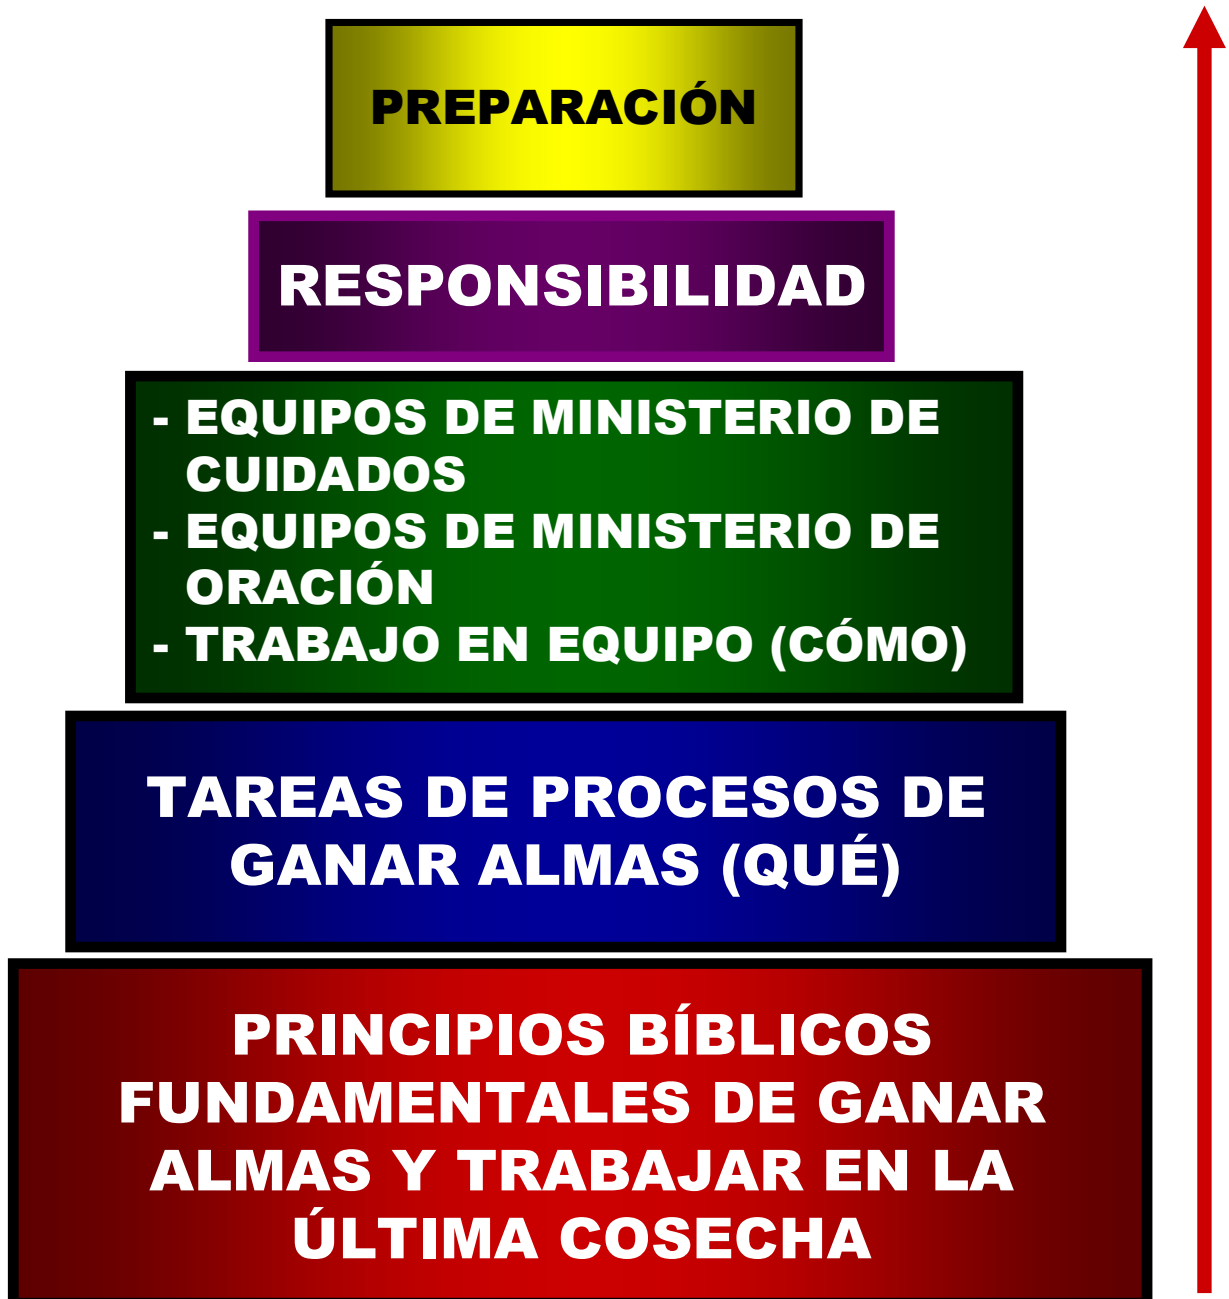 PREPARACIÓN
RESPONSIBILIDAD
- EQUIPOS DE MINISTERIO DE
CUIDADOS
- EQUIPOS DE MINISTERIO DE
ORACIÓN
- TRABAJO EN EQUIPO (CÓMO)
TAREAS DE PROCESOS DE
GANAR ALMAS (QUÉ)
PRINCIPIOS BÍBLICOS
FUNDAMENTALES DE GANAR
ALMAS Y TRABAJAR EN LA
ÚLTIMA COSECHA